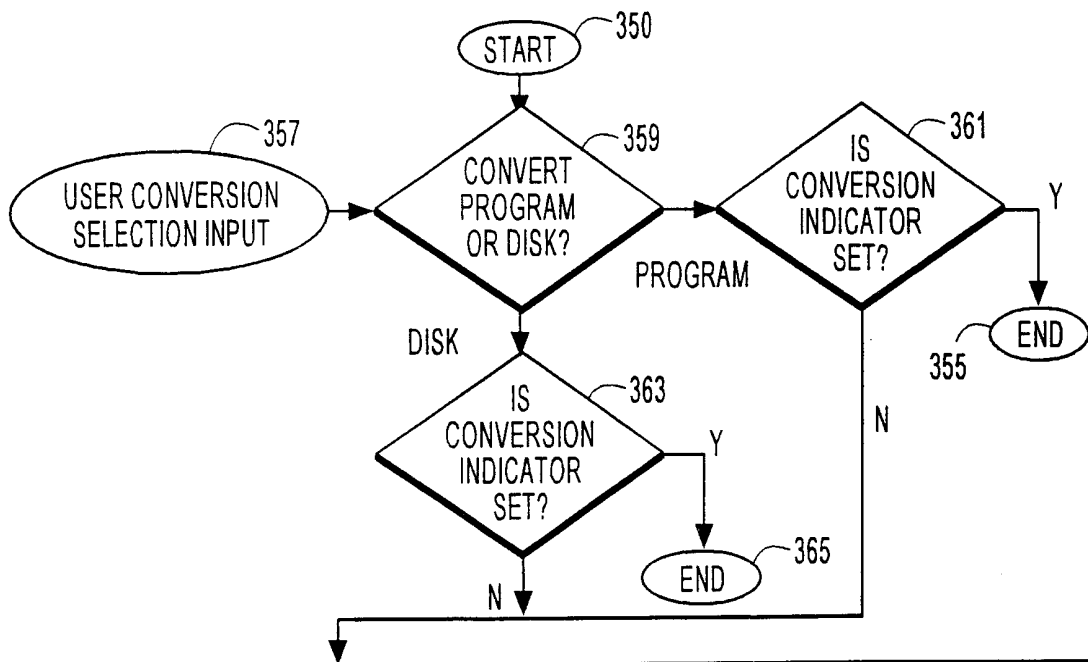 350
START
357
USER CONVERSION
SELECTION INPUT
359
CONVERT
PROGRAM
OR DISK?
361
IS
CONVERSION
INDICATOR
SET?
Y
PROGRAM
END
355
DISK
363
IS
CONVERSION
INDICATOR
SET?
Y
N
END
365
N